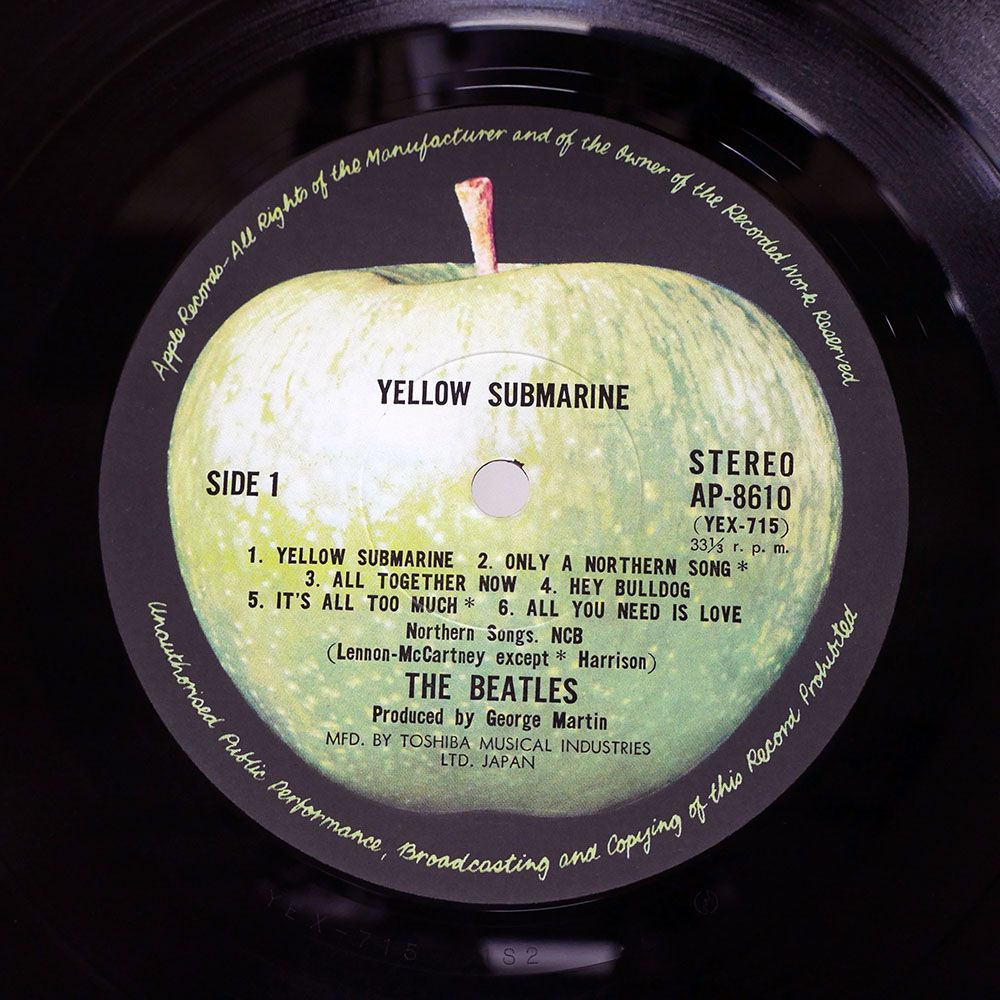 Apple Records-All Rights of the Manufacturer and of the Owner of the Recorded Work Reserved
YELLOW SUBMARINE
SIDE 1
STEREO
AP-8610
(YEX-715)
33⅓ r. p. m.
1. YELLOW SUBMARINE 2. ONLY A NORTHERN SONG *
3. ALL TOGETHER NOW 4. HEY BULLDOG
5. IT'S ALL TOO MUCH * 6. ALL YOU NEED IS LOVE
Northern Songs. NCB
(Lennon-McCartney except * Harrison)
THE BEATLES
Produced by George Martin
MFD. BY TOSHIBA MUSICAL INDUSTRIES
LTD. JAPAN
Unauthorised Public Performance, Broadcasting and Copying of this Record Prohibited
YEX-715 1S2